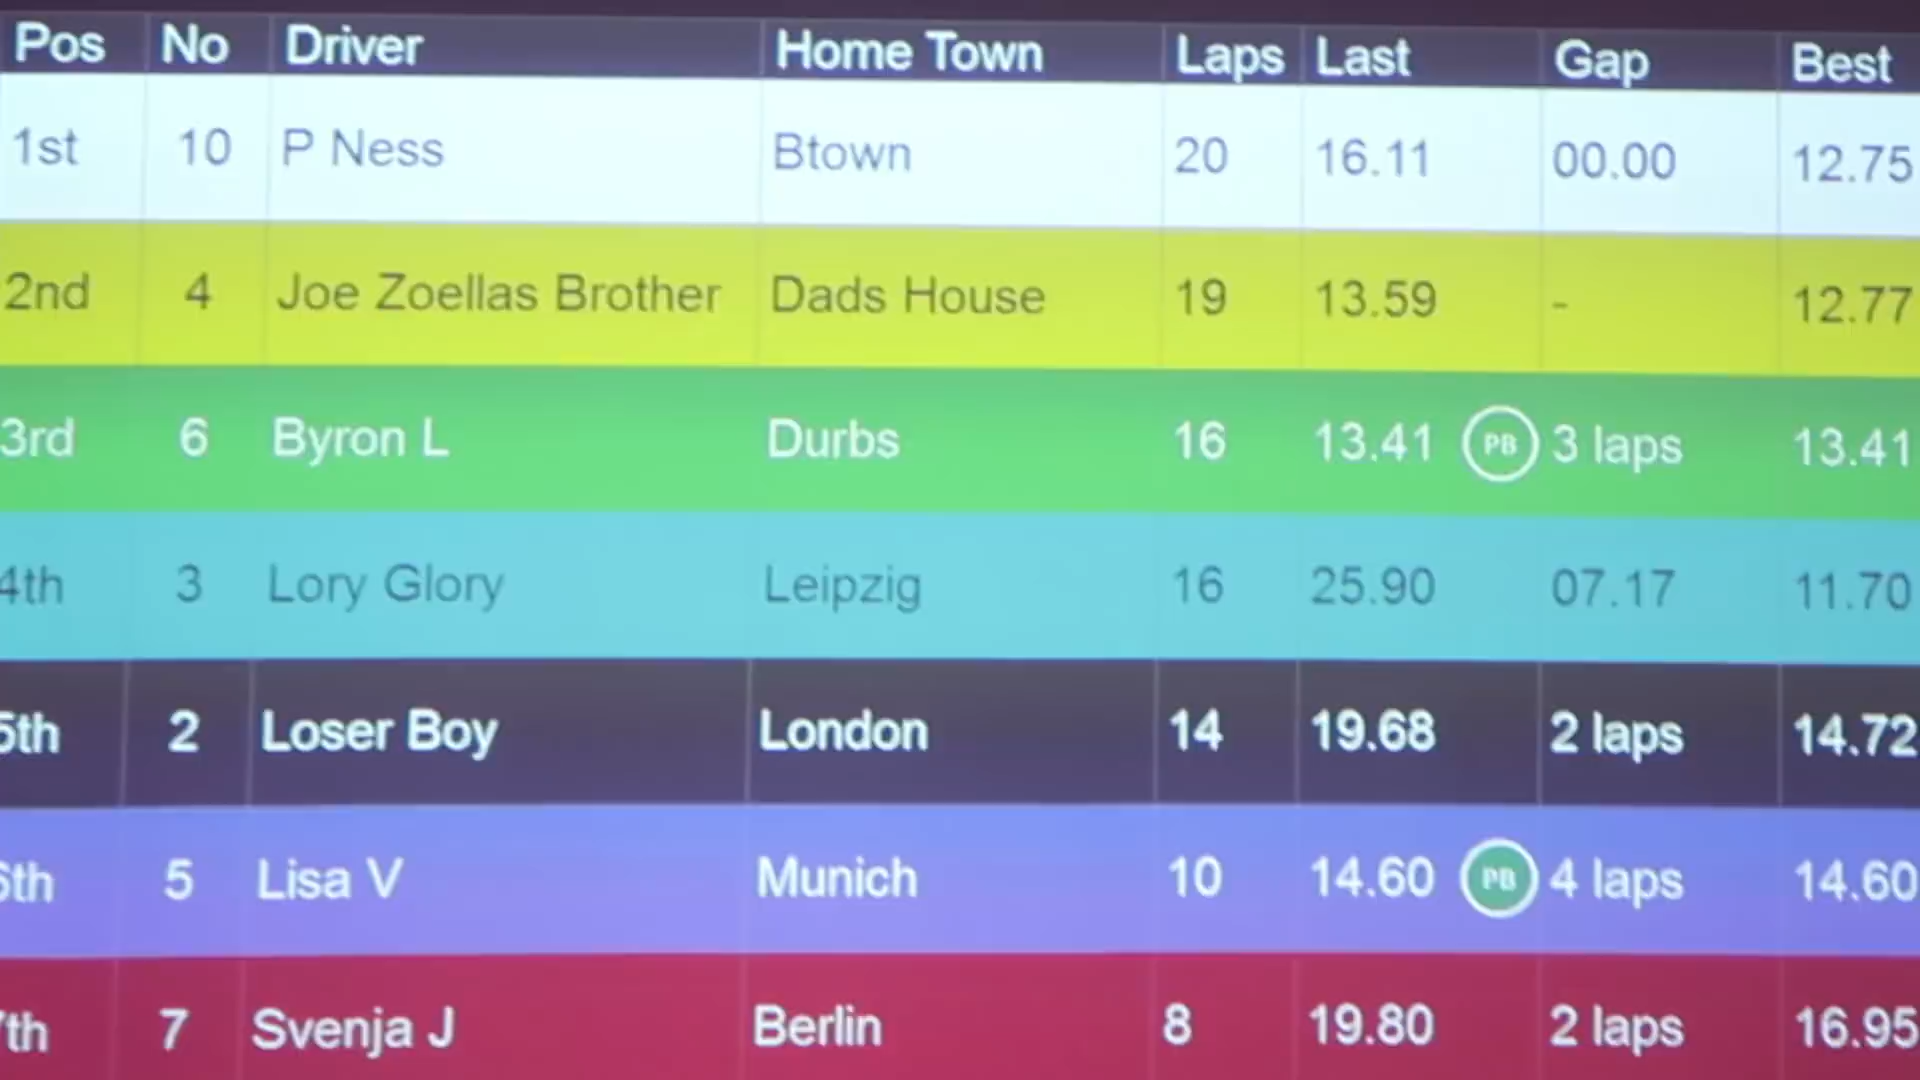 Pos No Driver Home Town Laps Last Gap Best
1st 10 P Ness Btown 20 16.11 00.00 12.75
2nd 4 Joe Zoellas Brother Dads House 19 13.59 - 12.77
3rd 6 Byron L Durbs 16 13.41 PB 3 laps 13.41
4th 3 Lory Glory Leipzig 16 25.90 07.17 11.70
5th 2 Loser Boy London 14 19.68 2 laps 14.72
6th 5 Lisa V Munich 10 14.60 PB 4 laps 14.60
7th 7 Svenja J Berlin 8 19.80 2 laps 16.95